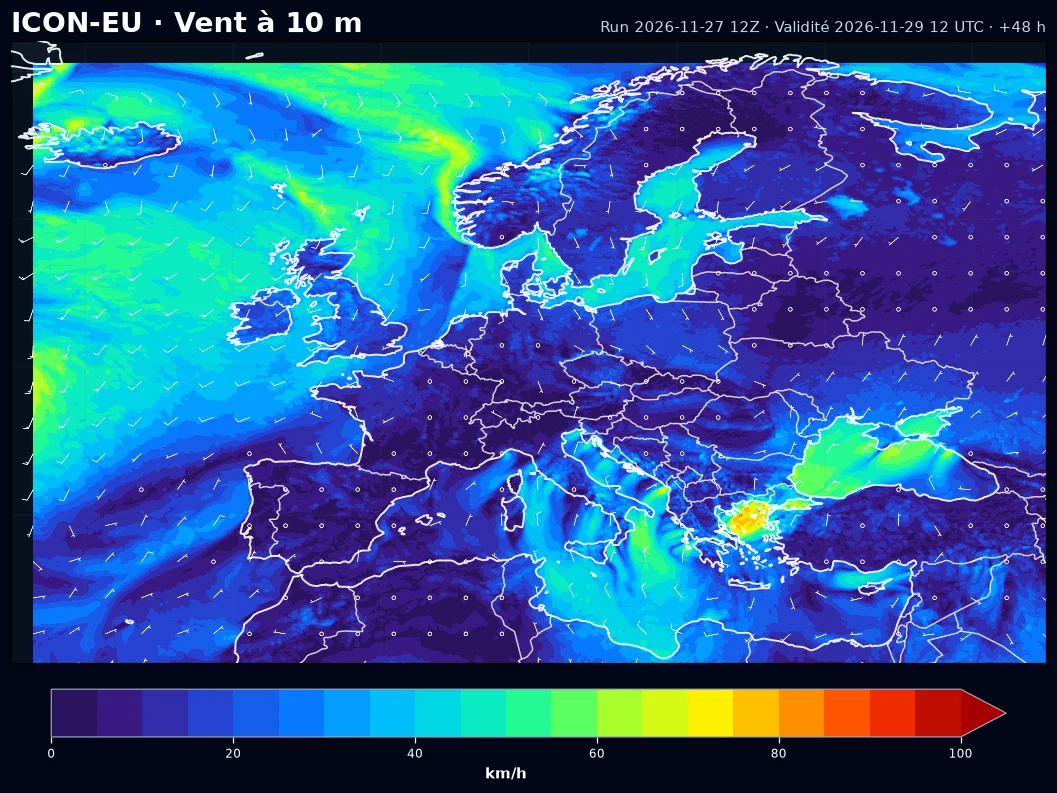 ICON-EU · Vent à 10 m
Run 2026-11-27 12Z · Validité 2026-11-29 12 UTC · +48 h
0 20 40 60 80 100
km/h